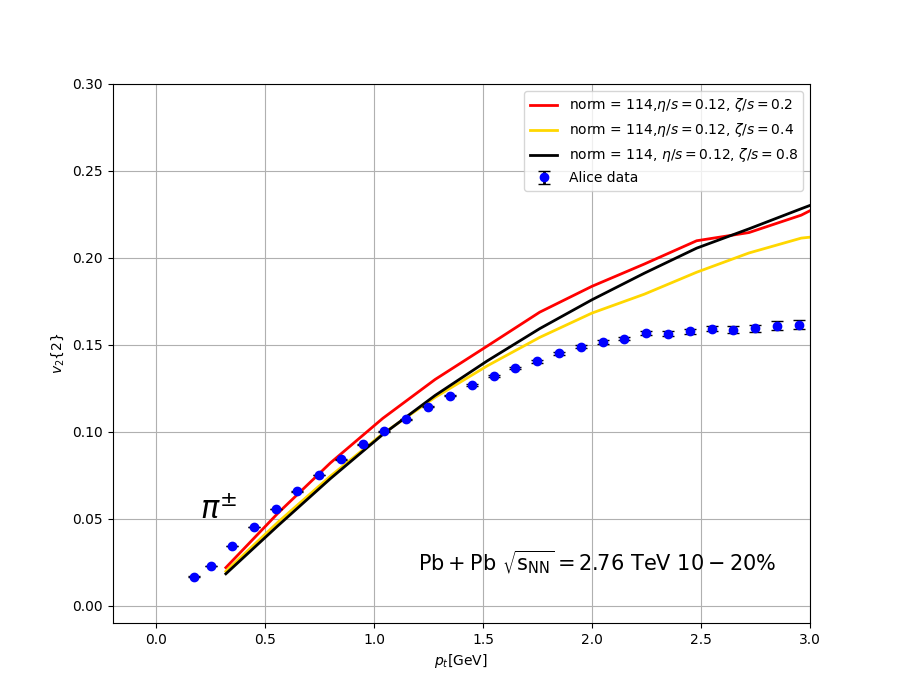 0.30
0.25
0.20
0.15
0.10
0.05
0.00
v₂{2}
norm = 114,η/s = 0.12, ζ/s = 0.2
norm = 114,η/s = 0.12, ζ/s = 0.4
norm = 114, η/s = 0.12, ζ/s = 0.8
Alice data
π±
Pb + Pb √sNN = 2.76 TeV 10 − 20%
0.0 0.5 1.0 1.5 2.0 2.5 3.0
pₜ[GeV]